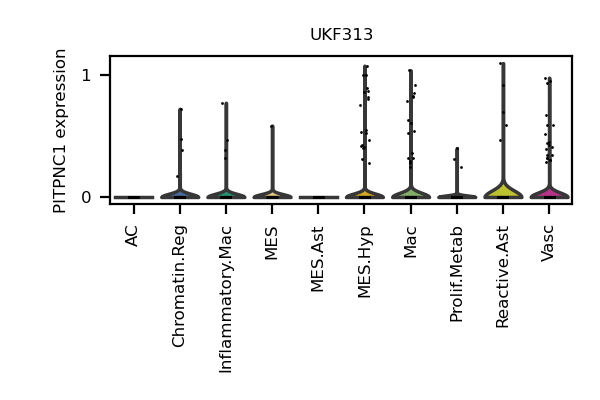 UKF313
PITPNC1 expression
1
0
AC
Chromatin.Reg
Inflammatory.Mac
MES
MES.Ast
MES.Hyp
Mac
Prolif.Metab
Reactive.Ast
Vasc